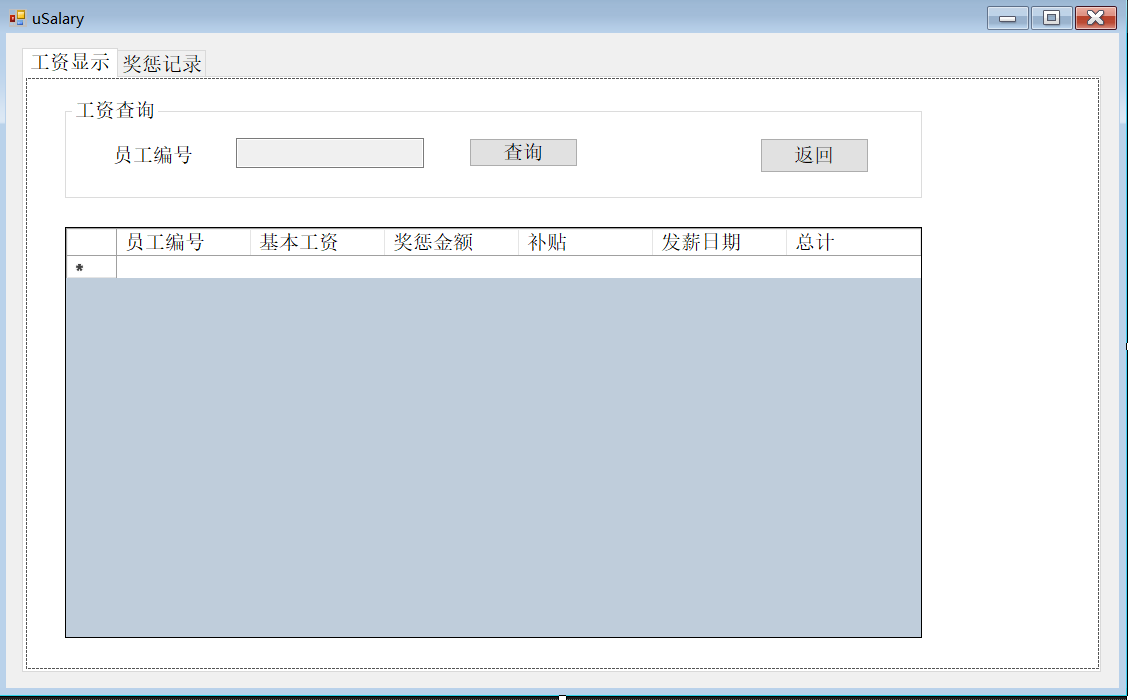 uSalary
工资显示 奖惩记录
工资查询
员工编号 查询 返回
员工编号 基本工资 奖惩金额 补贴 发薪日期 总计
*